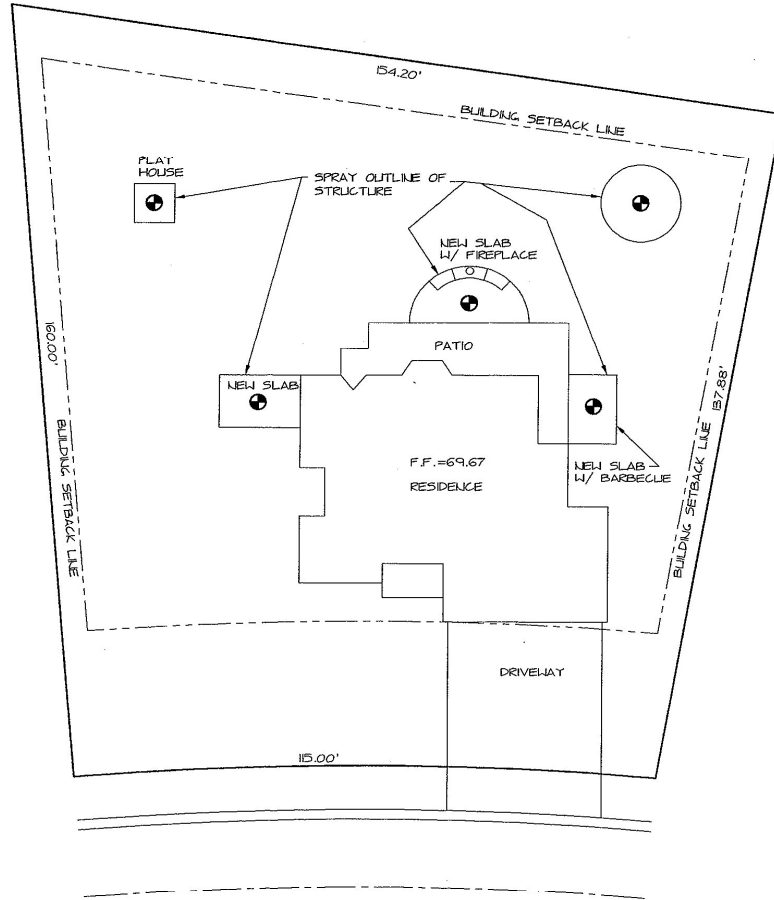 154.20'
BUILDING SETBACK LINE
PLAY
HOUSE
SPRAY OUTLINE OF
STRUCTURE
NEW SLAB
W/ FIREPLACE
160.00'
PATIO
137.88'
NEW SLAB
F.F.=69.67
RESIDENCE
NEW SLAB
W/ BARBECUE
BUILDING SETBACK LINE
BUILDING SETBACK LINE
DRIVEWAY
115.00'